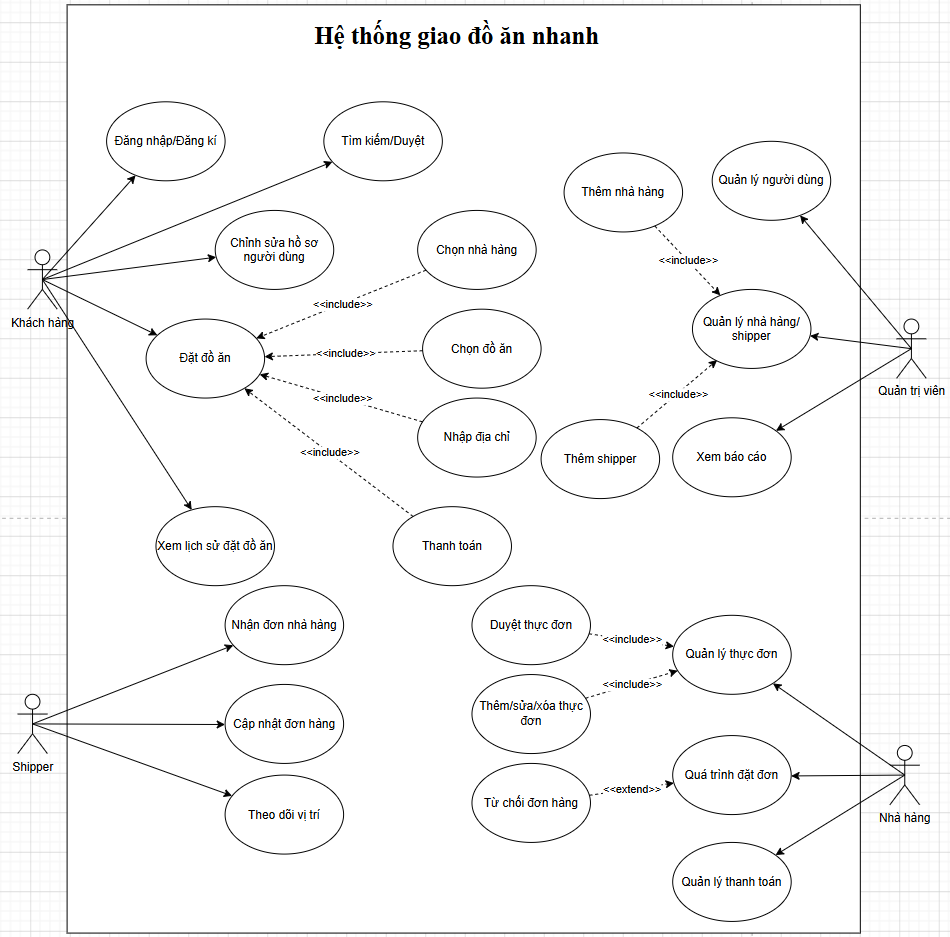 Hệ thống giao đồ ăn nhanh
Đăng nhập/Đăng kí
Tìm kiếm/Duyệt
Thêm nhà hàng
Quản lý người dùng
Chỉnh sửa hồ sơ
người dùng
Chọn nhà hàng
<<include>>
<<include>>
Khách hàng
Quản lý nhà hàng/
shipper
Đặt đồ ăn
<<include>>
Chọn đồ ăn
Quản trị viên
<<include>>
<<include>>
Nhập địa chỉ
<<include>>
Thêm shipper
Xem báo cáo
Xem lịch sử đặt đồ ăn
Thanh toán
Nhận đơn nhà hàng
Duyệt thực đơn
<<include>>
Quản lý thực đơn
<<include>>
Thêm/sửa/xóa thực
đơn
Cập nhật đơn hàng
Shipper
Quá trình đặt đơn
<<extend>>
Từ chối đơn hàng
Theo dõi vị trí
Nhà hàng
Quản lý thanh toán